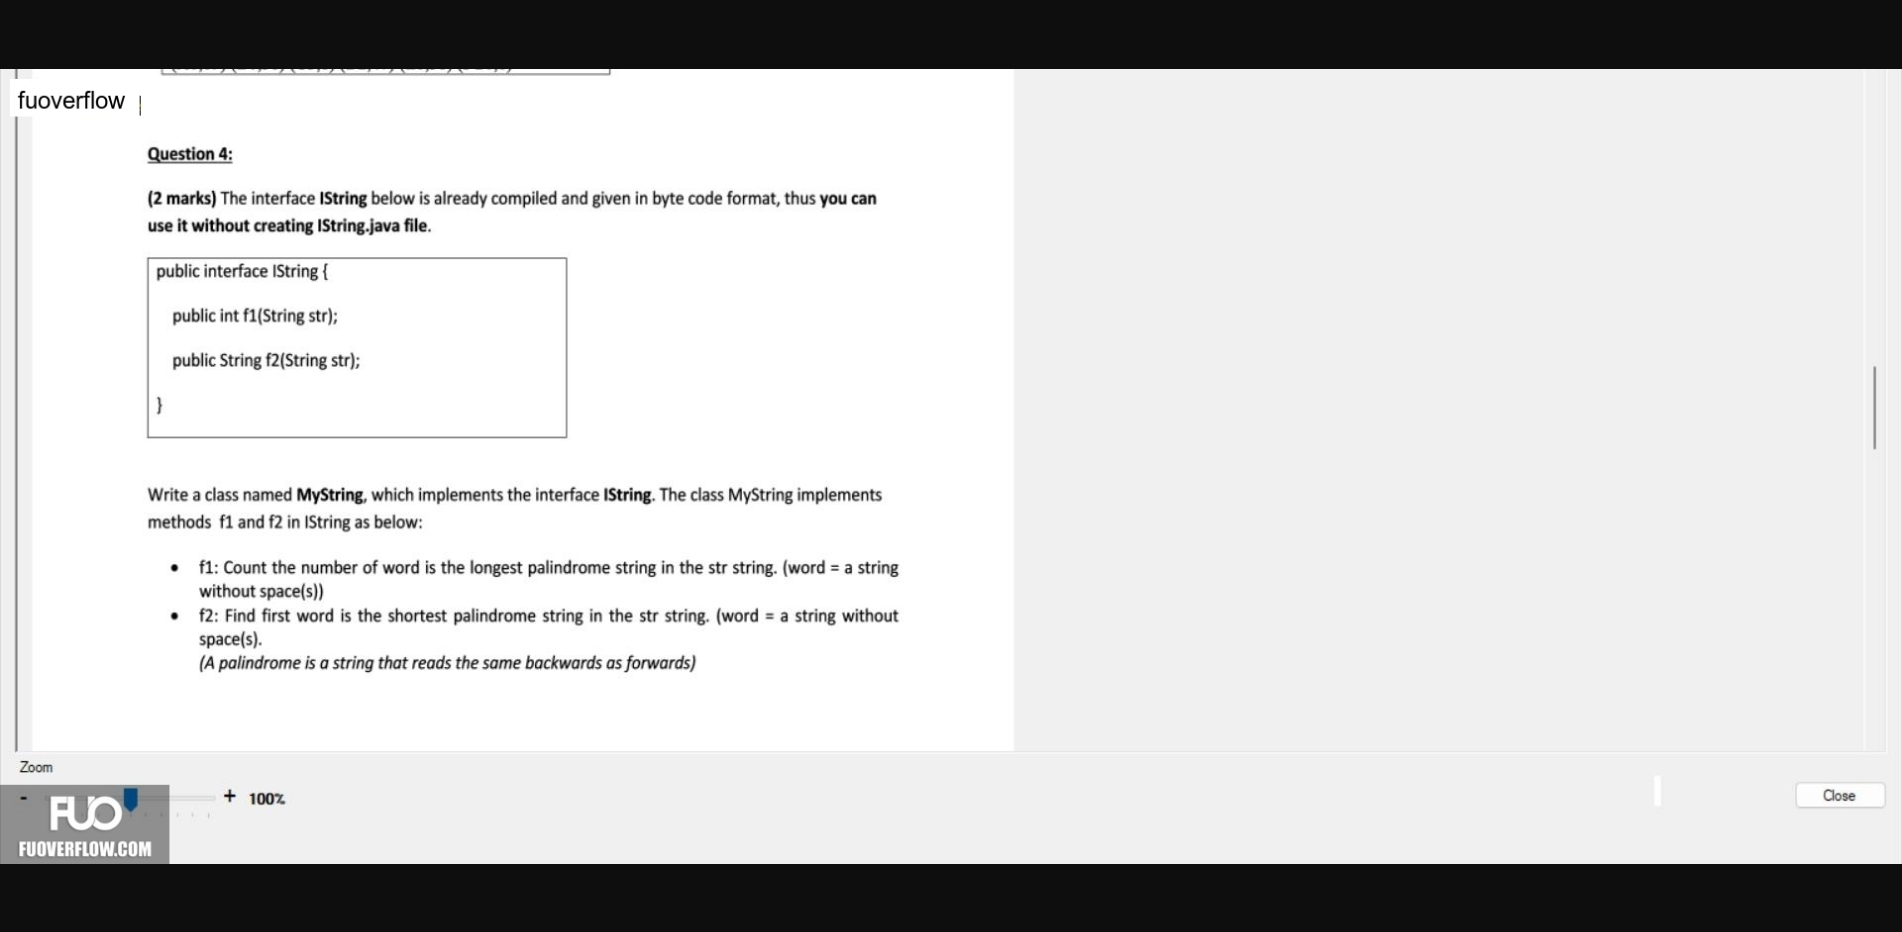 fuoverflow
Question 4:
(2 marks) The interface IString below is already compiled and given in byte code format, thus you can
use it without creating IString.java file.
public interface IString {
public int f1(String str);
public String f2(String str);
}
Write a class named MyString, which implements the interface IString. The class MyString implements
methods f1 and f2 in IString as below:
• f1: Count the number of word is the longest palindrome string in the str string. (word = a string
without space(s))
• f2: Find first word is the shortest palindrome string in the str string. (word = a string without
space(s).
(A palindrome is a string that reads the same backwards as forwards)
Zoom
- + 100%
Close
FUO
FUOVERFLOW.COM